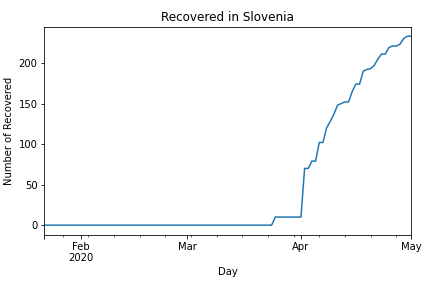 Recovered in Slovenia
Number of Recovered
200
150
100
50
0
Feb
2020
Mar
Apr
May
Day